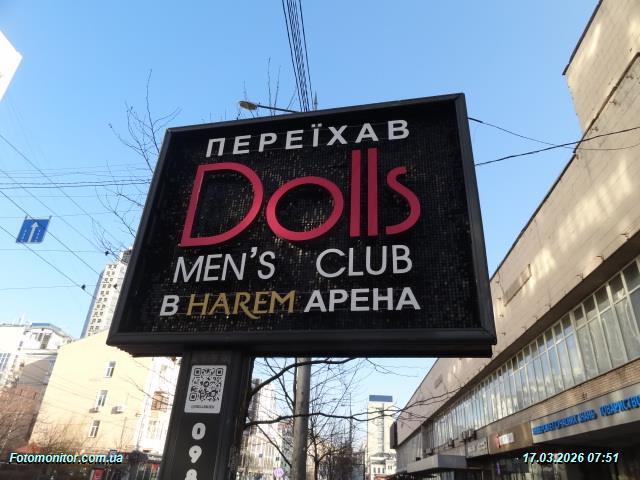 ПЕРЕЇХАВ
Dolls
MEN'S CLUB
В HAREM АРЕНА
098
Fotomonitor.com.ua
17.03.2026 07:51